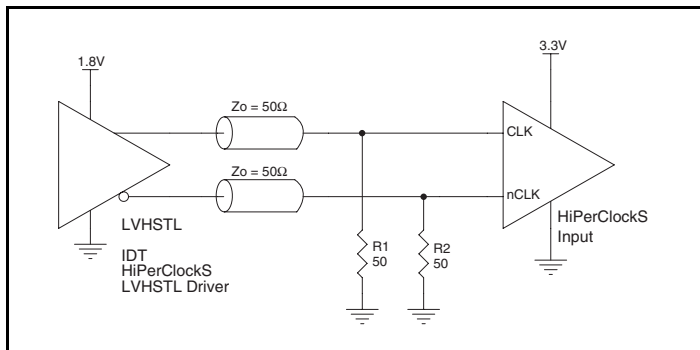 1.8V
3.3V
Zo = 50Ω
CLK
Zo = 50Ω
nCLK
LVHSTL
HiPerClockS
Input
R1
50
R2
50
IDT
HiPerClockS
LVHSTL Driver